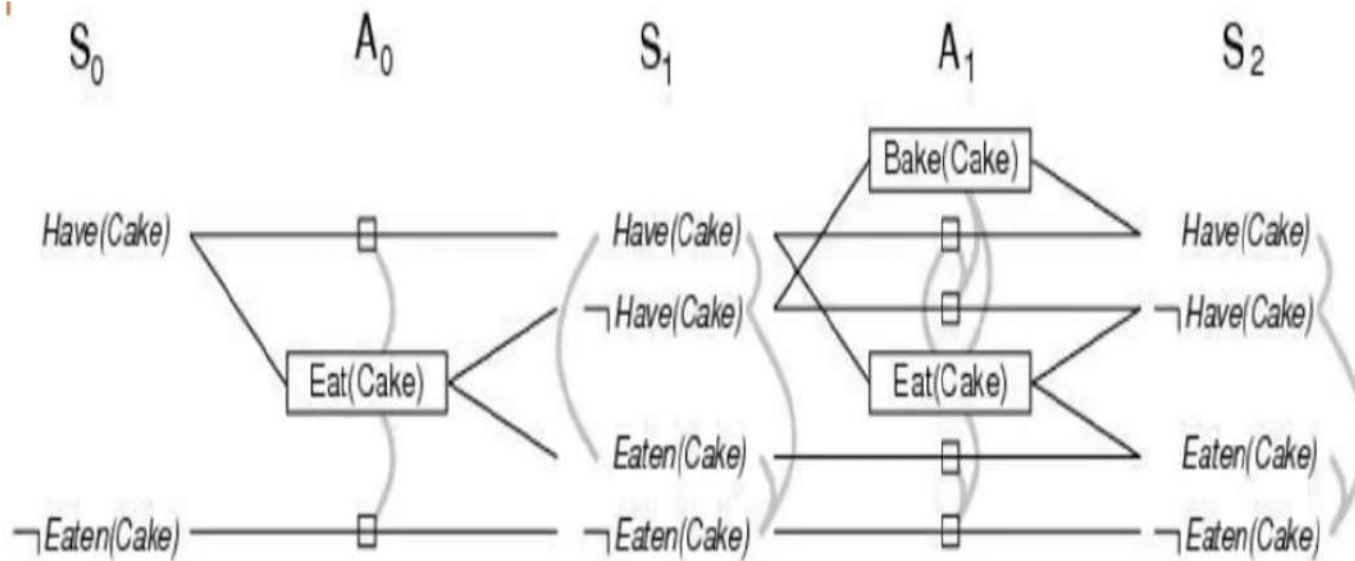 S0 A0 S1 A1 S2
Bake(Cake)
Have(Cake) Have(Cake) Have(Cake)
¬Have(Cake) ¬Have(Cake)
Eat(Cake) Eat(Cake)
Eaten(Cake) Eaten(Cake)
¬Eaten(Cake) ¬Eaten(Cake) ¬Eaten(Cake)